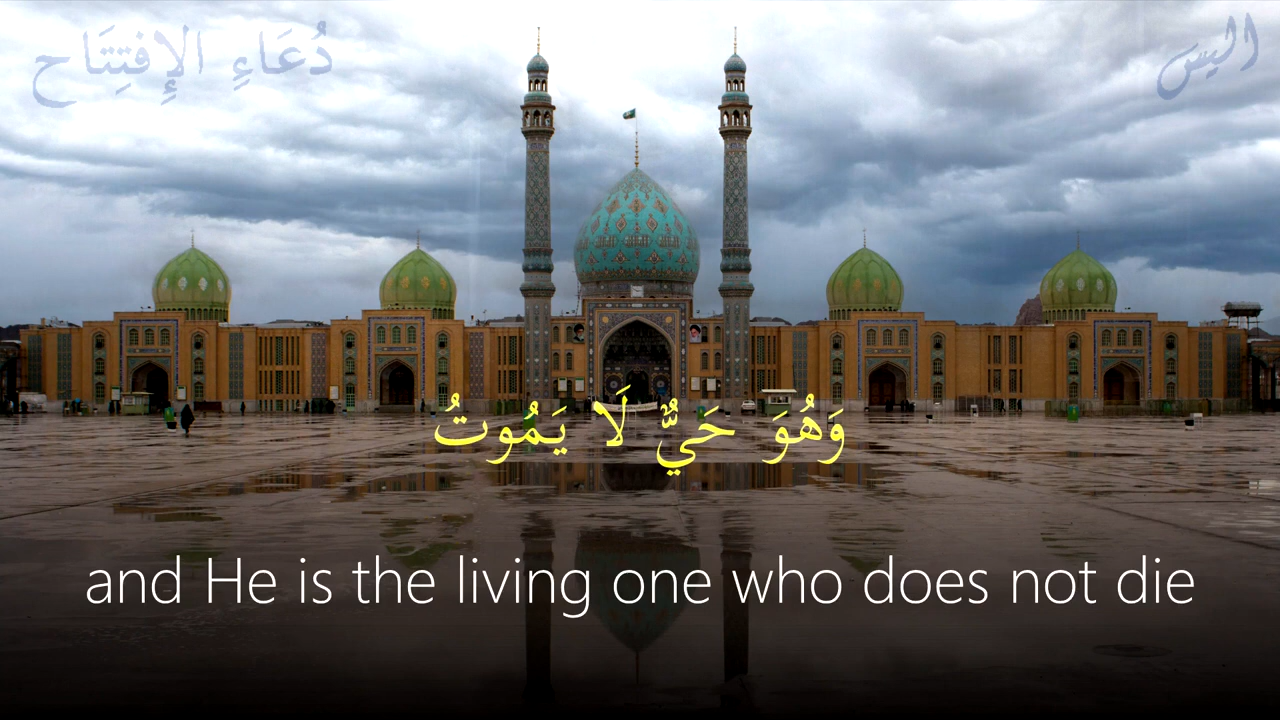 دُعَاءِ الإِفتِتَاح
اليس
وَهُوَ حَيٌّ لَا يَمُوتُ
and He is the living one who does not die